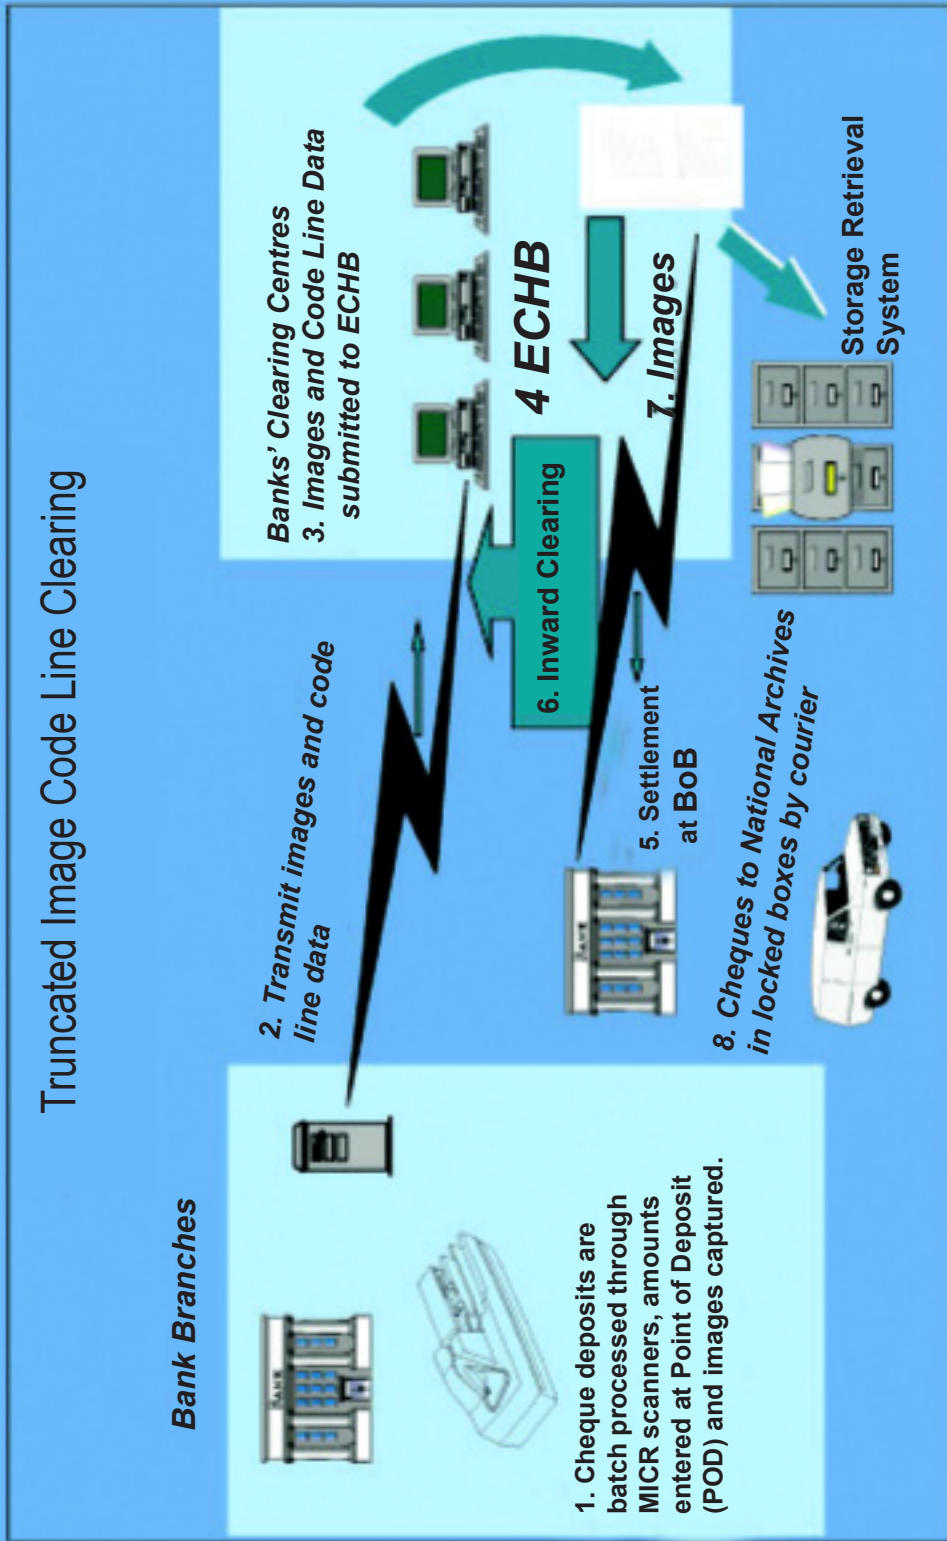 Truncated Image Code Line Clearing
Bank Branches
1. Cheque deposits are
batch processed through
MICR scanners, amounts
entered at Point of Deposit
(POD) and images captured.
2. Transmit images and code
line data
Banks’ Clearing Centres
3. Images and Code Line Data
submitted to ECHB
4 ECHB
5. Settlement
at BoB
6. Inward Clearing
7. Images
8. Cheques to National Archives
in locked boxes by courier
Storage Retrieval
System
BANK
BANK